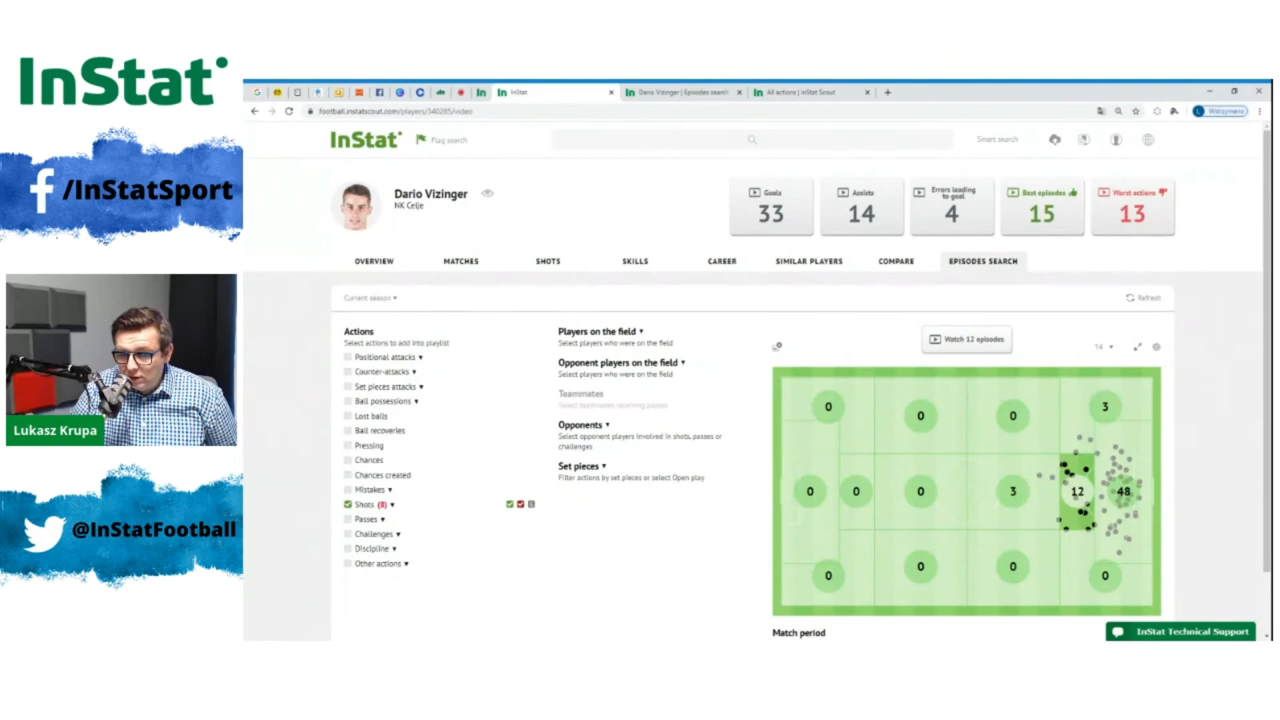 InStat
/InStatSport
Lukasz Krupa
@InStatFootball
InStat
Dario Vizinger | Episodes search
All actions | InStat Scout
football.instatscout.com/players/340285/video
Wstrzymano
InStat
Flag search
Smart search
Dario Vizinger
NK Celje
Goals
33
Assists
14
Errors leading
to goal
4
Best episodes
15
Worst actions
13
OVERVIEW
MATCHES
SHOTS
SKILLS
CAREER
SIMILAR PLAYERS
COMPARE
EPISODES SEARCH
Current season
Refresh
Actions
Select actions to add into playlist
Positional attacks
Counter-attacks
Set pieces attacks
Ball possessions
Lost balls
Ball recoveries
Pressing
Chances
Chances created
Mistakes
Shots (8)
Passes
Challenges
Discipline
Other actions
Players on the field
Select players who were on the field
Opponent players on the field
Select players who were on the field
Teammates
Select teammates receiving passes
Opponents
Select opponent players involved in shots, passes or
challenges
Set pieces
Filter actions by set pieces or select Open play
Watch 12 episodes
14
0 0 0 3
0 0 0 3 12 48
0 0 0 0
Match period
InStat Technical Support